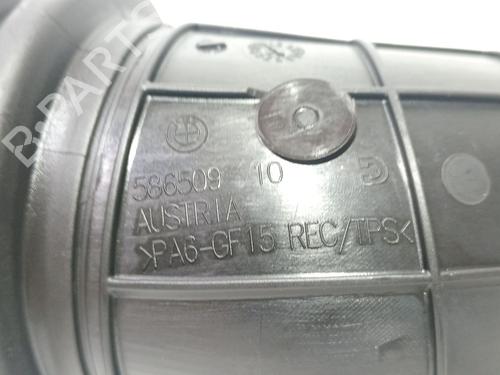 B-PARTS
586509 10
AUSTRIA
>PA6-GF15 REC/TPS<